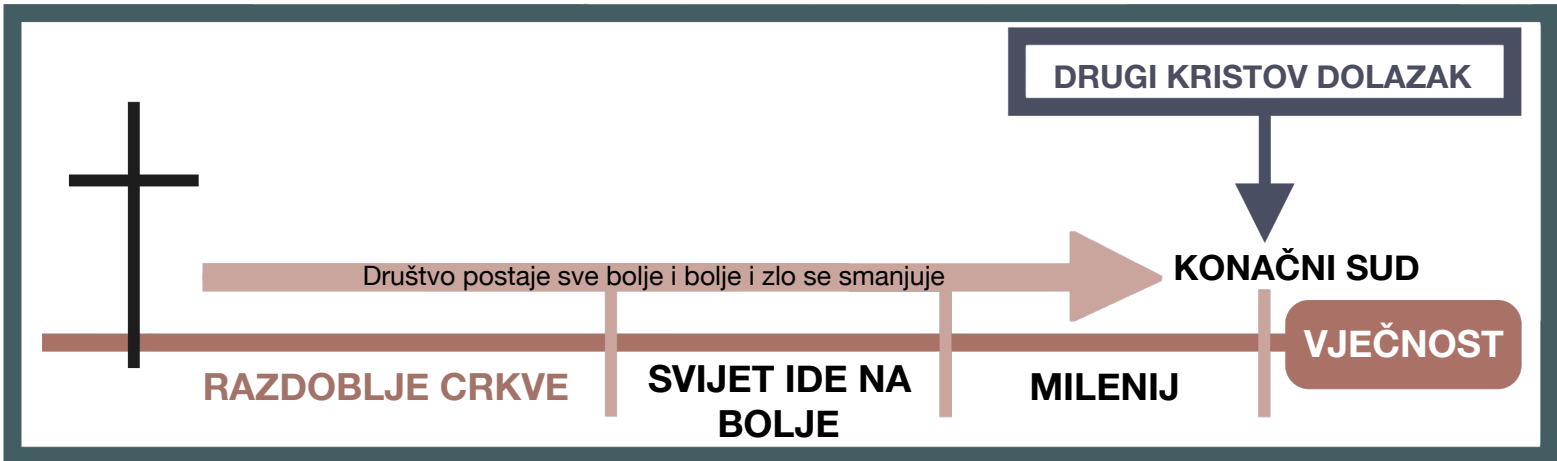 DRUGI KRISTOV DOLAZAK
Društvo postaje sve bolje i bolje i zlo se smanjuje
KONAČNI SUD
VJEČNOST
RAZDOBLJE CRKVE
SVIJET IDE NA
BOLJE
MILENIJ